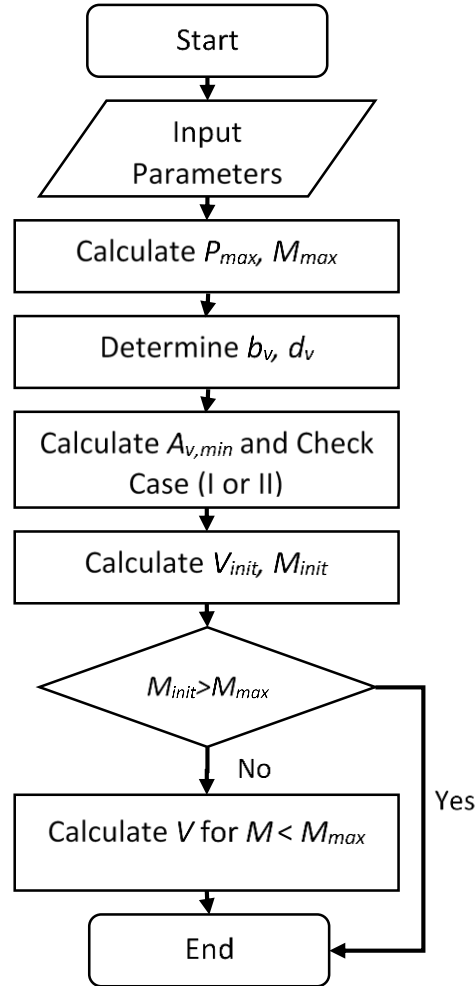 Start
Input
Parameters
Calculate Pmax, Mmax
Determine bv, dv
Calculate Av,min and Check
Case (I or II)
Calculate Vinit, Minit
Minit>Mmax
No
Yes
Calculate V for M < Mmax
End